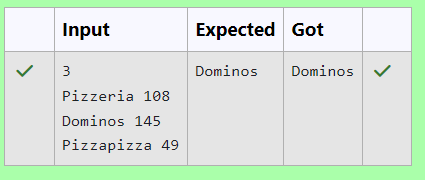 Input Expected Got
3 Dominos Dominos
Pizzeria 108
Dominos 145
Pizzapizza 49